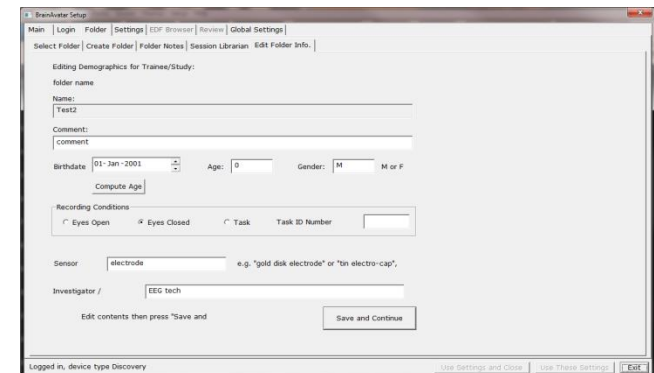 BrainAvatar Setup
Main Login Folder Settings EDF Browser Review Global Settings
Select Folder Create Folder Folder Notes Session Librarian Edit Folder Info.
Editing Demographics for Trainee/Study:
folder name
Name:
Test2
Comment:
comment
Birthdate 01-Jan-2001 Age: 0 Gender: M M or F
Compute Age
Recording Conditions
Eyes Open Eyes Closed Task Task ID Number
Sensor electrode e.g. "gold disk electrode" or "tin electro-cap",
Investigator / EEG tech
Edit contents then press "Save and Save and Continue
Logged in, device type Discovery Use Settings and Close Use These Settings Exit